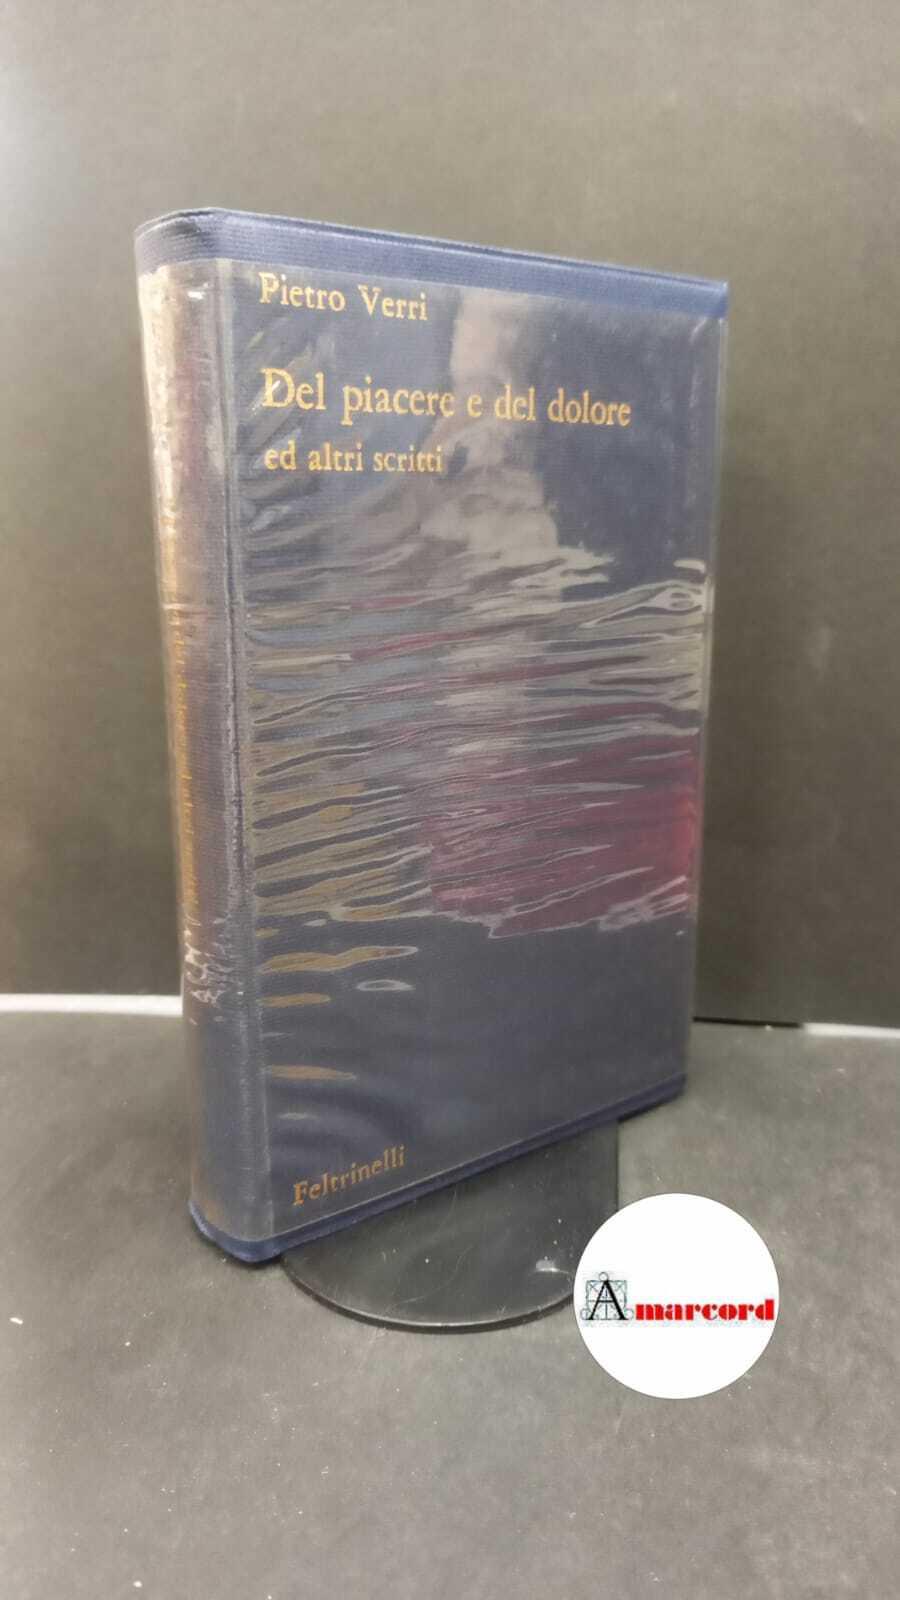 Pietro Verri
Del piacere e del dolore
ed altri scritti
Feltrinelli
Amarcord